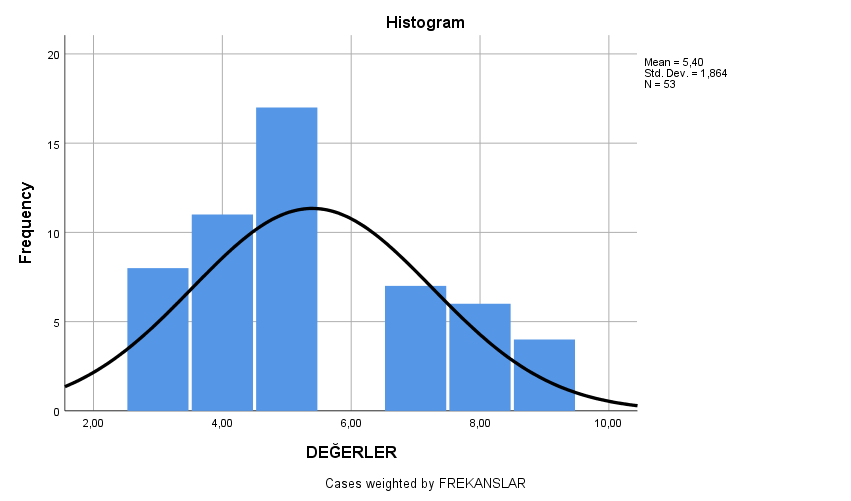 Histogram
Mean = 5,40
Std. Dev. = 1,864
N = 53
Frequency
20
15
10
5
0
2,00 4,00 6,00 8,00 10,00
DEĞERLER
Cases weighted by FREKANSLAR